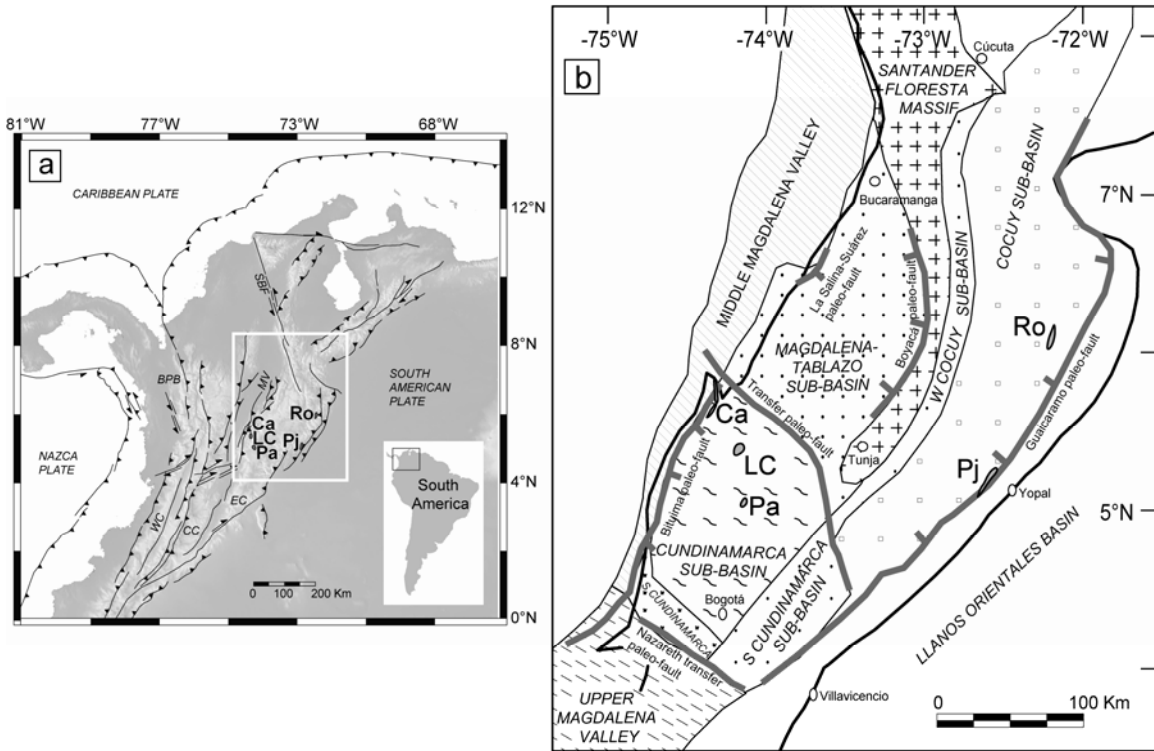 81°W
77°W
73°W
68°W
a
CARIBBEAN PLATE
12°N
SBF
8°N
BPB
MV
SOUTH
AMERICAN
PLATE
Ro
Ca
LC
Pj
Pa
NAZCA
PLATE
4°N
South
America
EC
WC
CC
0 100 200 Km
0°N
b
-75°W
-74°W
-73°W
-72°W
Cúcuta
SANTANDER
FLORESTA
MASSIF
MIDDLE MAGDALENA VALLEY
COCUY SUB-BASIN
7°N
Bucaramanga
La Salina-Suárez
paleo-fault
Boyacá paleo-fault
W COCUY SUB-BASIN
Ro
MAGDALENA-
TABLAZO
SUB-BASIN
Guaicaramo paleo-fault
Transfer paleo-fault
Ca
Tunja
LC
Pj
Yopal
Pa
5°N
Bituima paleo-fault
CUNDINAMARCA
SUB-BASIN
Bogotá
S CUNDINAMARCA
S CUNDINAMARCA
SUB-BASIN
LLANOS ORIENTALES BASIN
Nazareth transfer
paleo-fault
Villavicencio
UPPER
MAGDALENA
VALLEY
0 100 Km